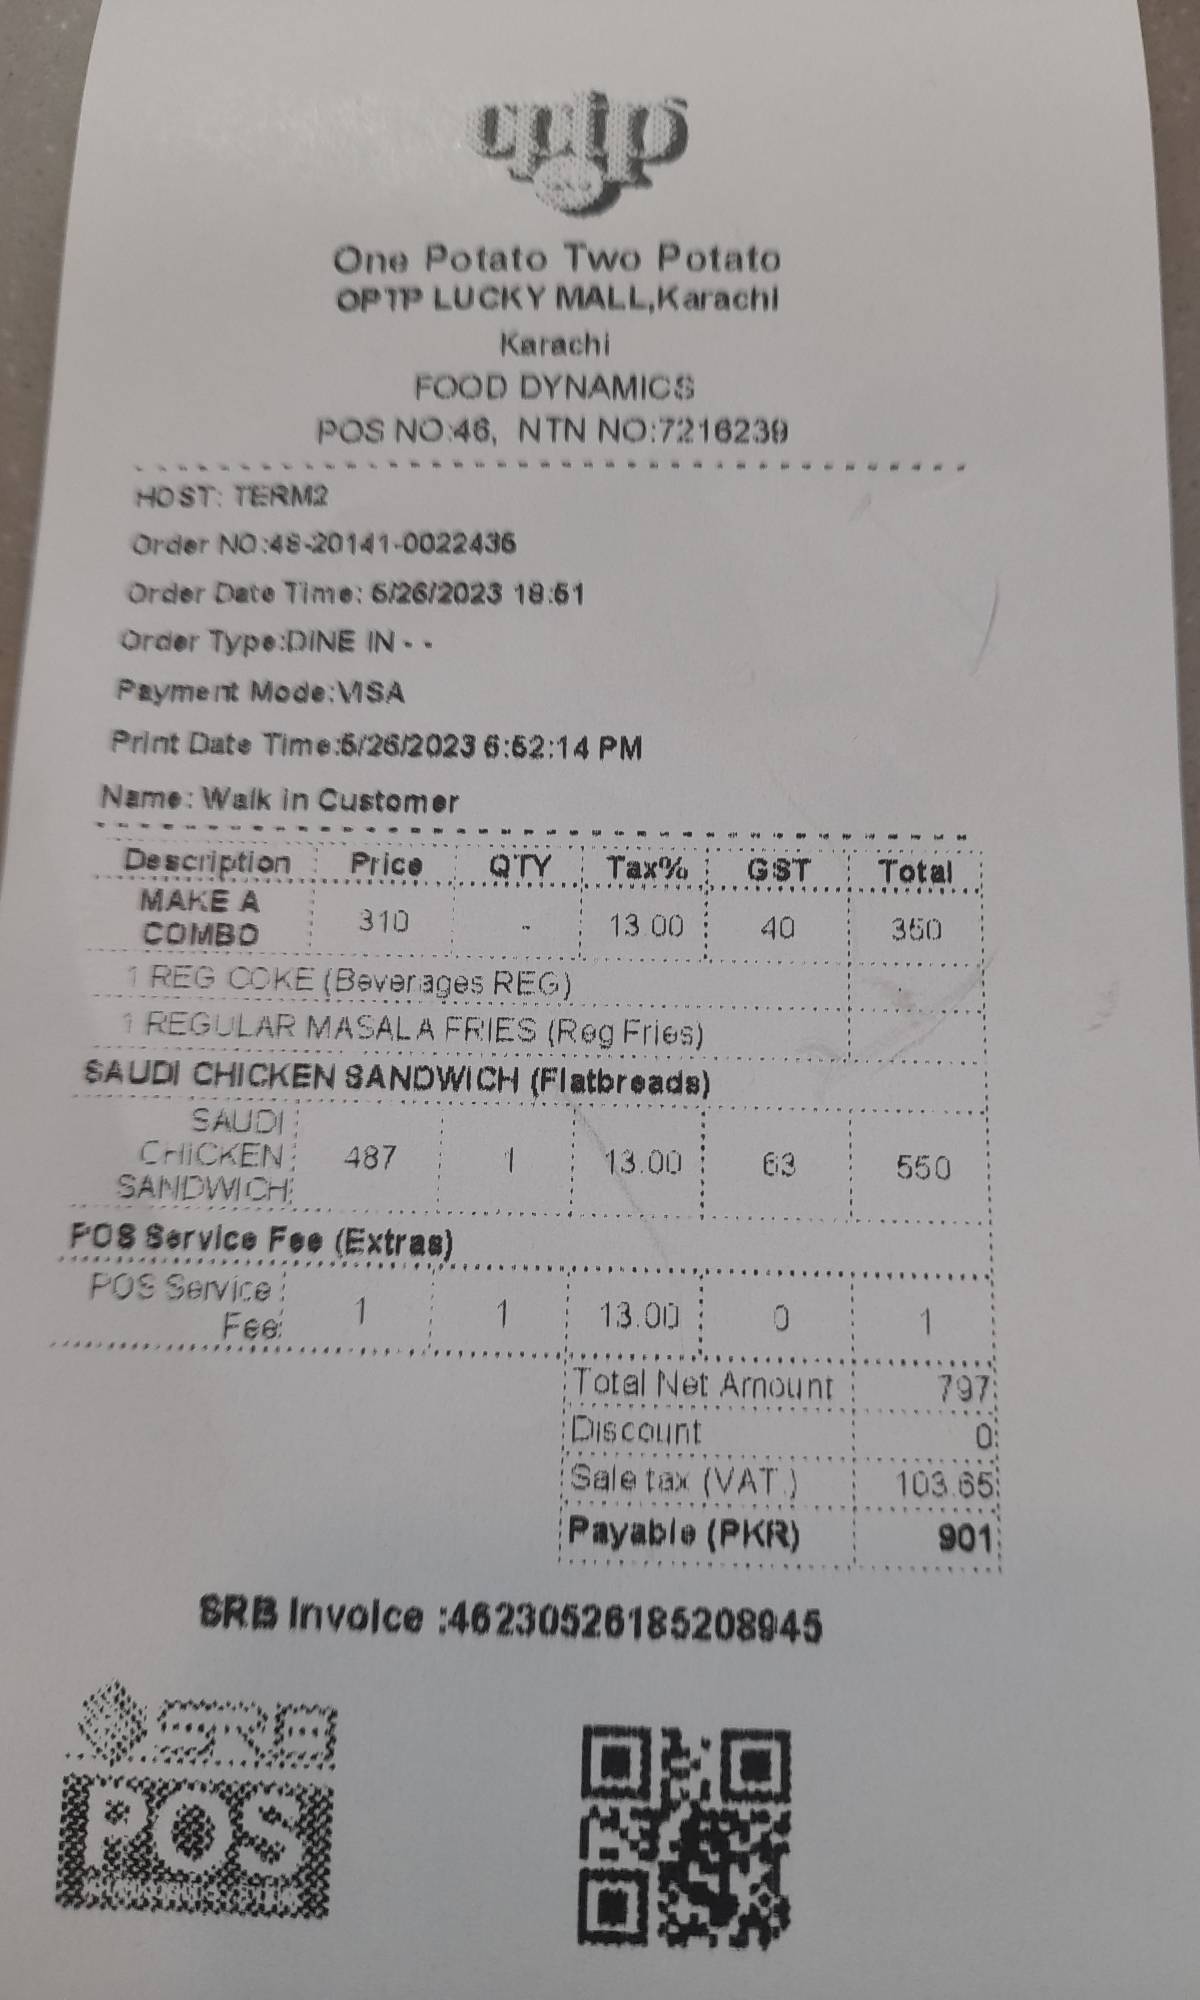 One Potato Two Potato
OPTP LUCKY MALL,Karachi
Karachi
FOOD DYNAMICS
POS NO:46, NTN NO:7216239
HOST: TERM2
Order NO:48-20141-0022436
Order Date Time: 5/26/2023 18:51
Order Type:DINE IN - -
Payment Mode:VISA
Print Date Time:5/26/2023 6:52:14 PM
Name: Walk in Customer
Description Price QTY Tax% GST Total
MAKE A
COMBO 310 - 13.00 40 350
1 REG COKE (Beverages REG)
1 REGULAR MASALA FRIES (Reg Fries)
SAUDI CHICKEN SANDWICH (Flatbreads)
SAUDI
CHICKEN 487 1 13.00 63 550
SANDWICH
POS Service Fee (Extras)
POS Service
Fee 1 1 13.00 0 1
Total Net Amount 797
Discount 0
Sale tax (VAT.) 103.65
Payable (PKR) 901
SRB Invoice :46230526185208945
SRB
POS